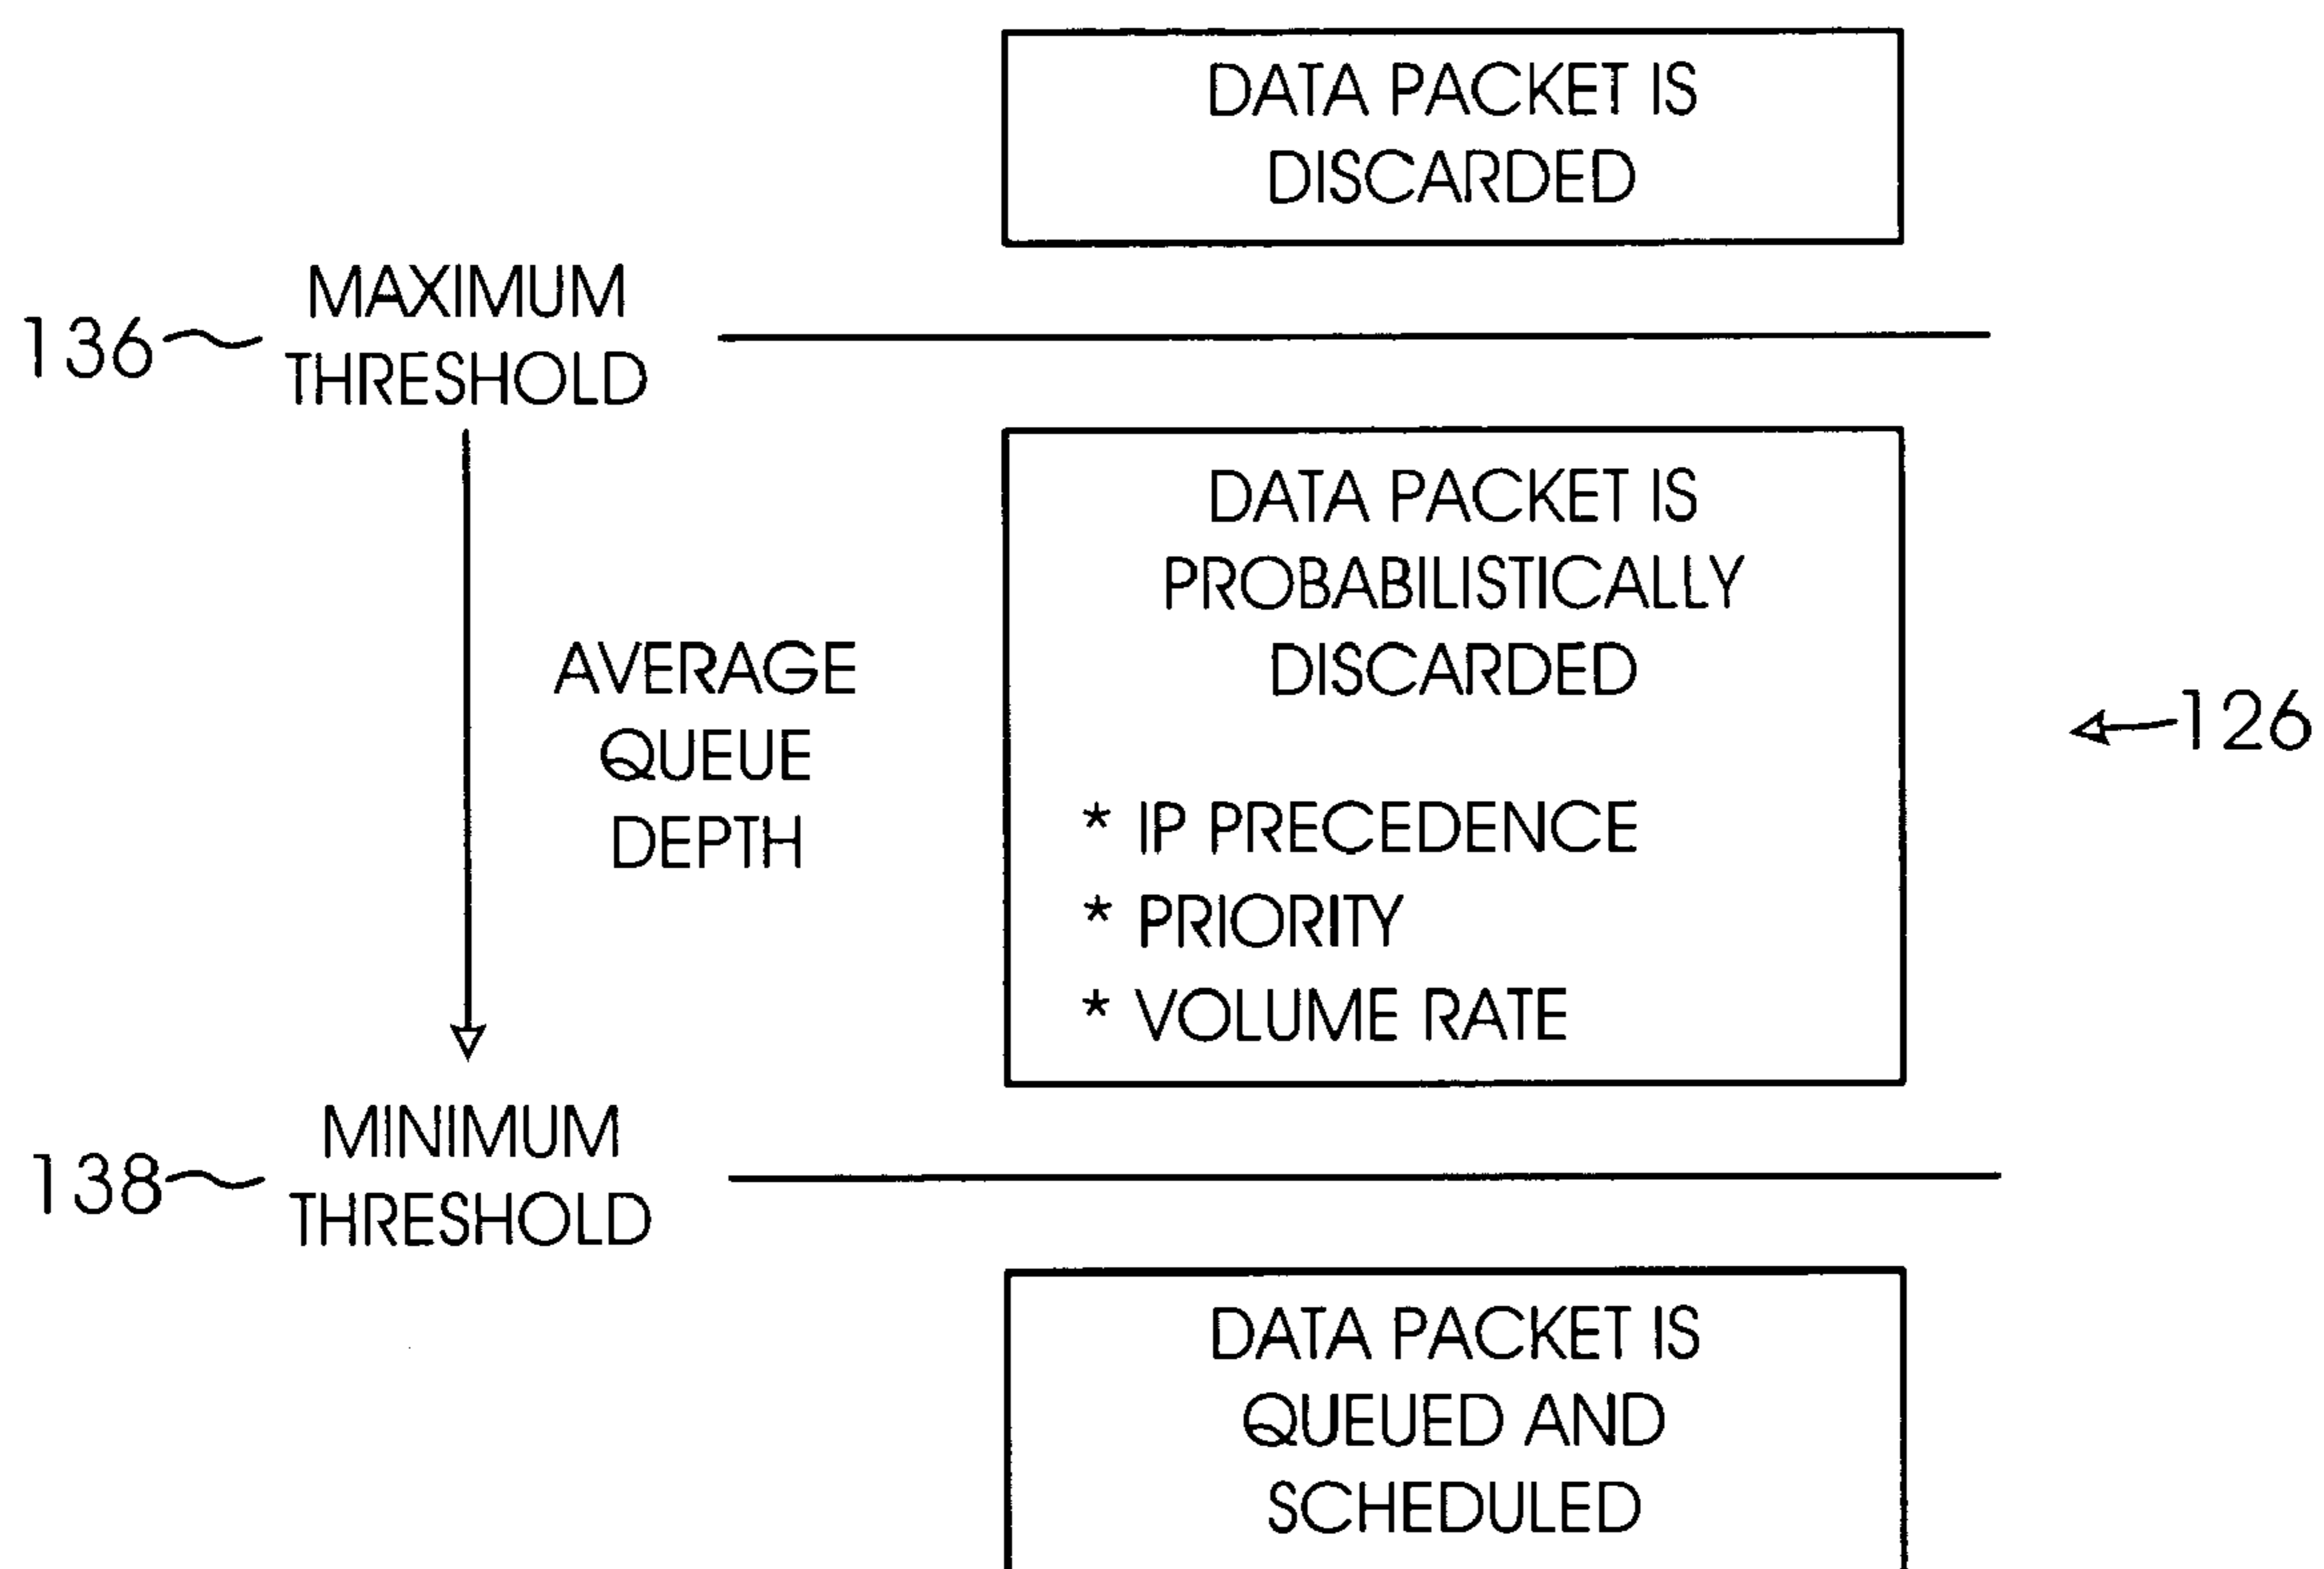 DATA PACKET IS
DISCARDED
MAXIMUM
THRESHOLD
136
DATA PACKET IS
PROBABILISTICALLY
DISCARDED
* IP PRECEDENCE
* PRIORITY
* VOLUME RATE
AVERAGE
QUEUE
DEPTH
126
MINIMUM
THRESHOLD
138
DATA PACKET IS
QUEUED AND
SCHEDULED